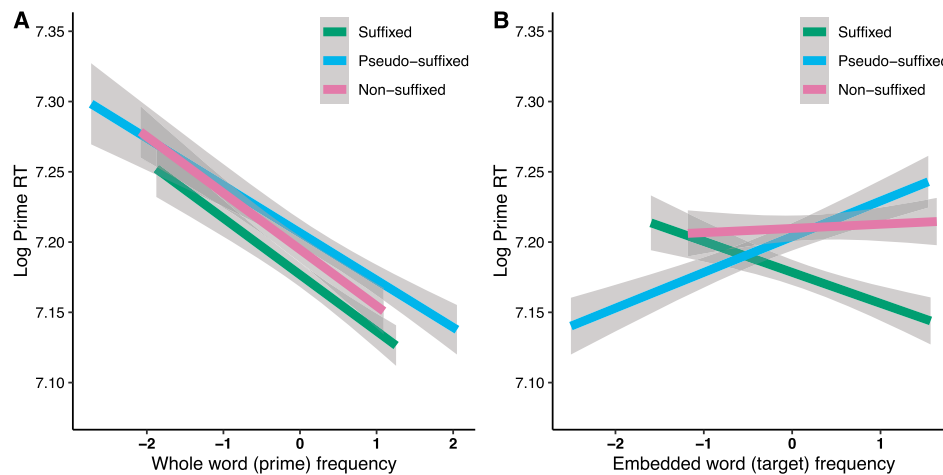 A
7.35
7.30
7.25
7.20
7.15
7.10
Log Prime RT
Suffixed
Pseudo−suffixed
Non−suffixed
−2
−1
0
1
2
Whole word (prime) frequency
B
7.35
7.30
7.25
7.20
7.15
7.10
Log Prime RT
Suffixed
Pseudo−suffixed
Non−suffixed
−2
−1
0
1
Embedded word (target) frequency